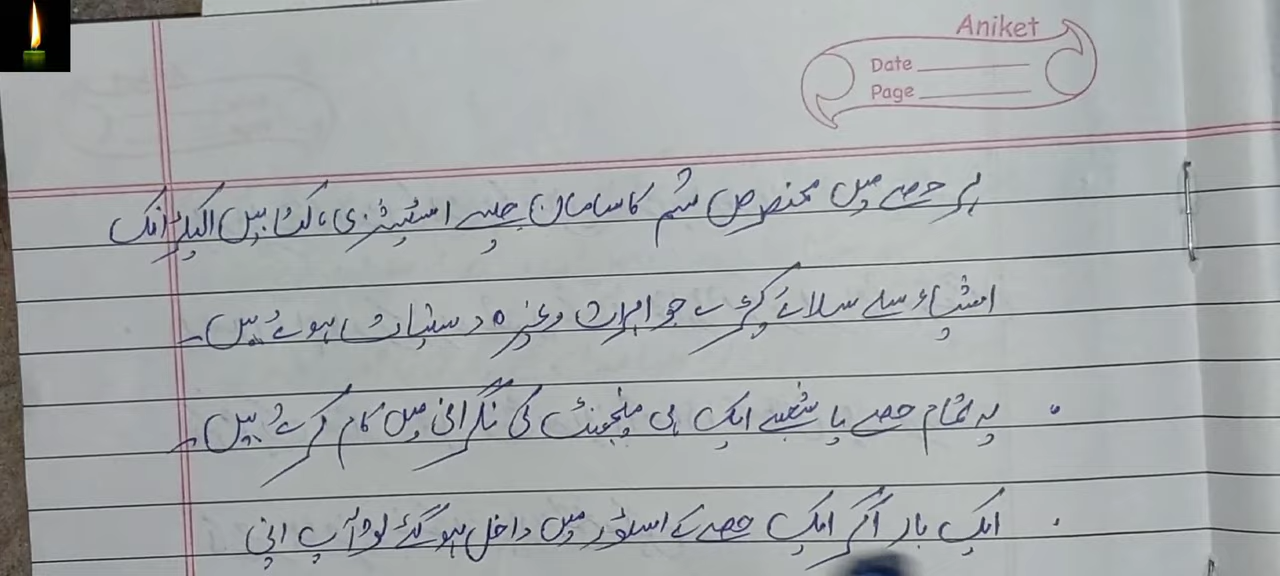 Aniket
Date
Page
ہر حصے میں مخصوص قسم کا سامان جیسے اسٹیشنری، کتابیں الیکٹرانک
اشیاء سلے سلائے کپڑے جواہرات وغیرہ دستیاب ہوتے ہیں۔
• یہ تمام حصے یا شعبے ایک ہی مینجمنٹ کی نگرانی میں کام کرتے ہیں۔
• ایک بار اگر ایک حصے کے اسٹور میں داخل ہو گئے تو آپ اپنی